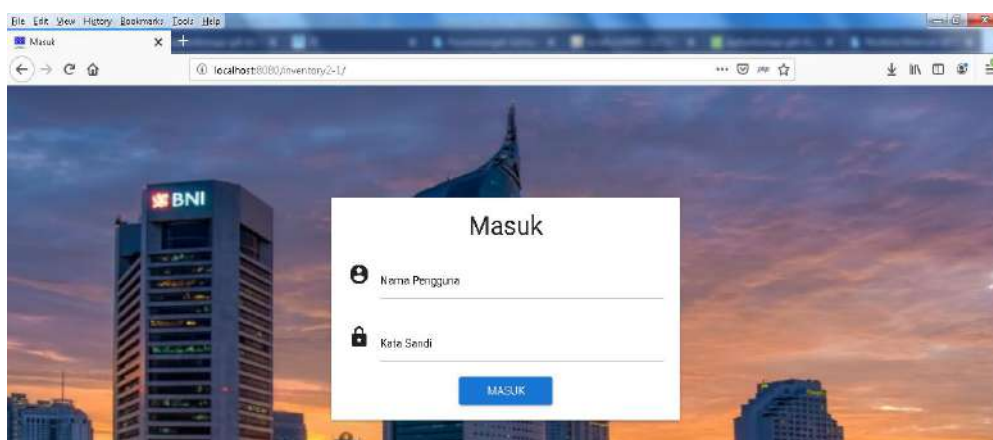 File Edit View History Bookmarks Tools Help
Masuk
localhost:8080/inventory2-1/
BNI
Masuk
Nama Pengguna
Kata Sandi
MASUK